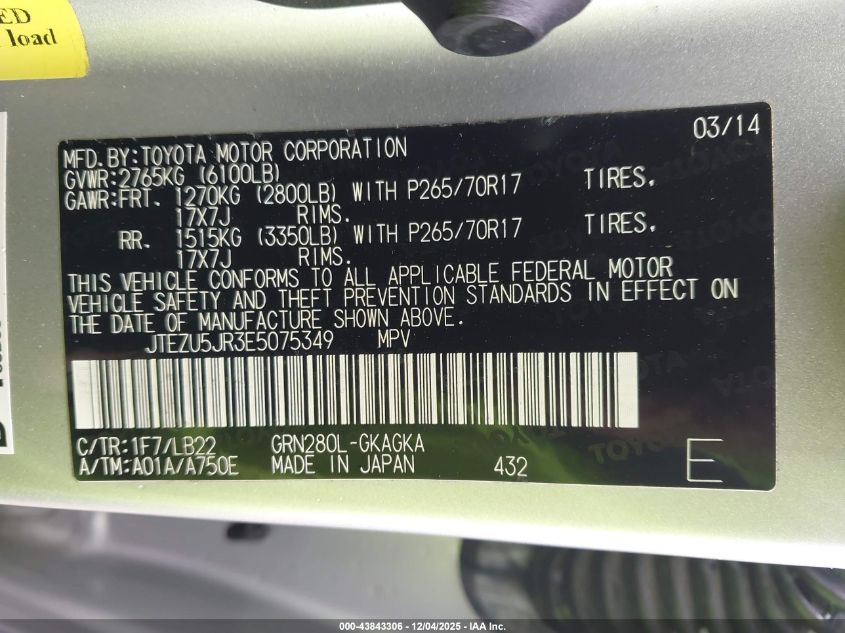 ED
load
03/14
MFD.BY:TOYOTA MOTOR CORPORATION
GVWR:2765KG (6100LB)
GAWR:FRT. 1270KG (2800LB) WITH P265/70R17 TIRES.
17X7J RIMS.
RR. 1515KG (3350LB) WITH P265/70R17 TIRES.
17X7J RIMS.
THIS VEHICLE CONFORMS TO ALL APPLICABLE FEDERAL MOTOR
VEHICLE SAFETY AND THEFT PREVENTION STANDARDS IN EFFECT ON
THE DATE OF MANUFACTURE SHOWN ABOVE.
JTEZU5JR3E5075349 MPV
C/TR:1F7/LB22 GRN280L-GKAGKA
A/TM:A01A/A750E MADE IN JAPAN 432 E
000-43843306 - 12/04/2025 - IAA Inc.